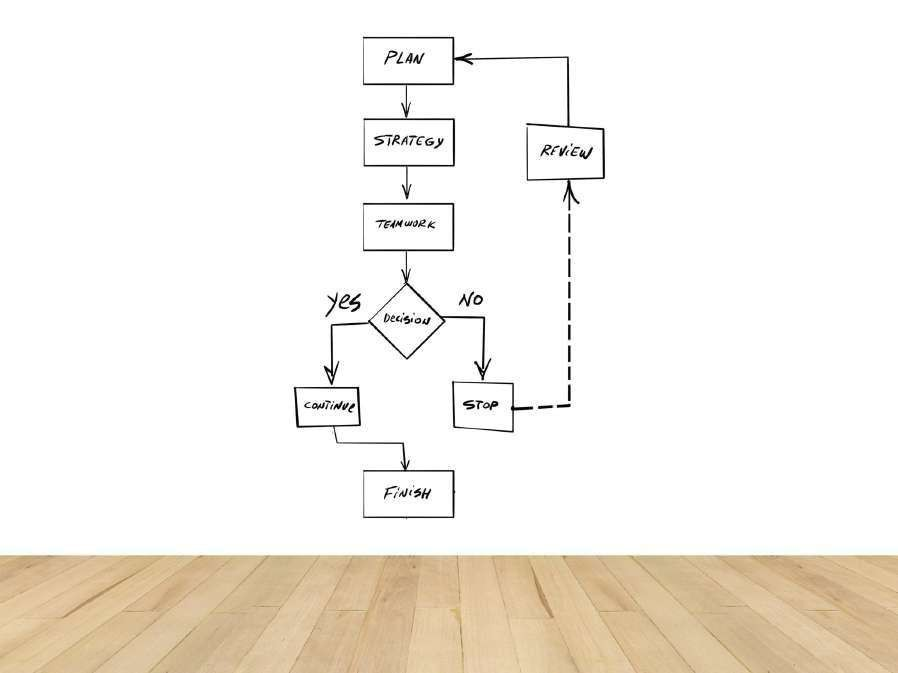 PLAN
STRATEGY
REVIEW
TEAMWORK
yes
NO
Decision
CONTINUE
STOP
FINISH